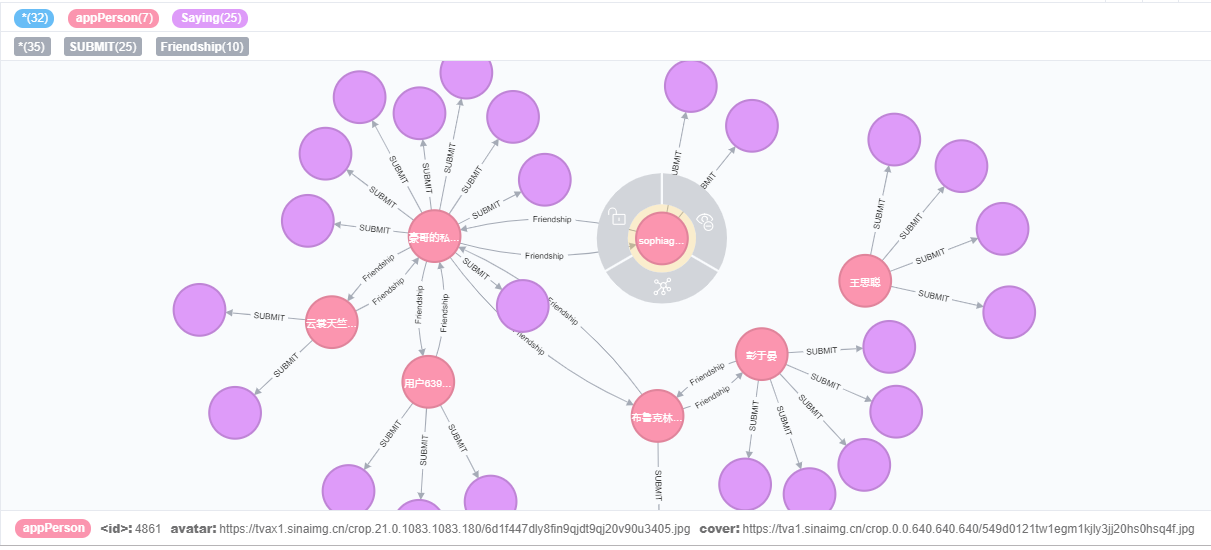 *(32) appPerson(7) Saying(25)
*(35) SUBMIT(25) Friendship(10)
SUBMIT
SUBMIT
SUBMIT
SUBMIT
SUBMIT
SUBMIT
SUBMIT
SUBMIT
豪哥的私...
Friendship
Friendship
UBMIT
BMIT
sophiag...
SUBMIT
SUBMIT
SUBMIT
SUBMIT
王思聪
Friendship
Friendship
云裳天竺...
SUBMIT
SUBMIT
Friendship
Friendship
用户639...
SUBMIT
SUBMIT
SUBMIT
Friendship
riendship
布鲁克林...
SUBMIT
Friendship
Friendship
彭于晏
SUBMIT
SUBMIT
SUBMIT
SUBMIT
SUBMIT
appPerson <id>: 4861 avatar: https://tvax1.sinaimg.cn/crop.21.0.1083.1083.180/6d1f447dly8fin9qjdt9qj20v90u3405.jpg cover: https://tva1.sinaimg.cn/crop.0.0.640.640.640/549d0121tw1egm1kjly3jj20hs0hsq4f.jpg